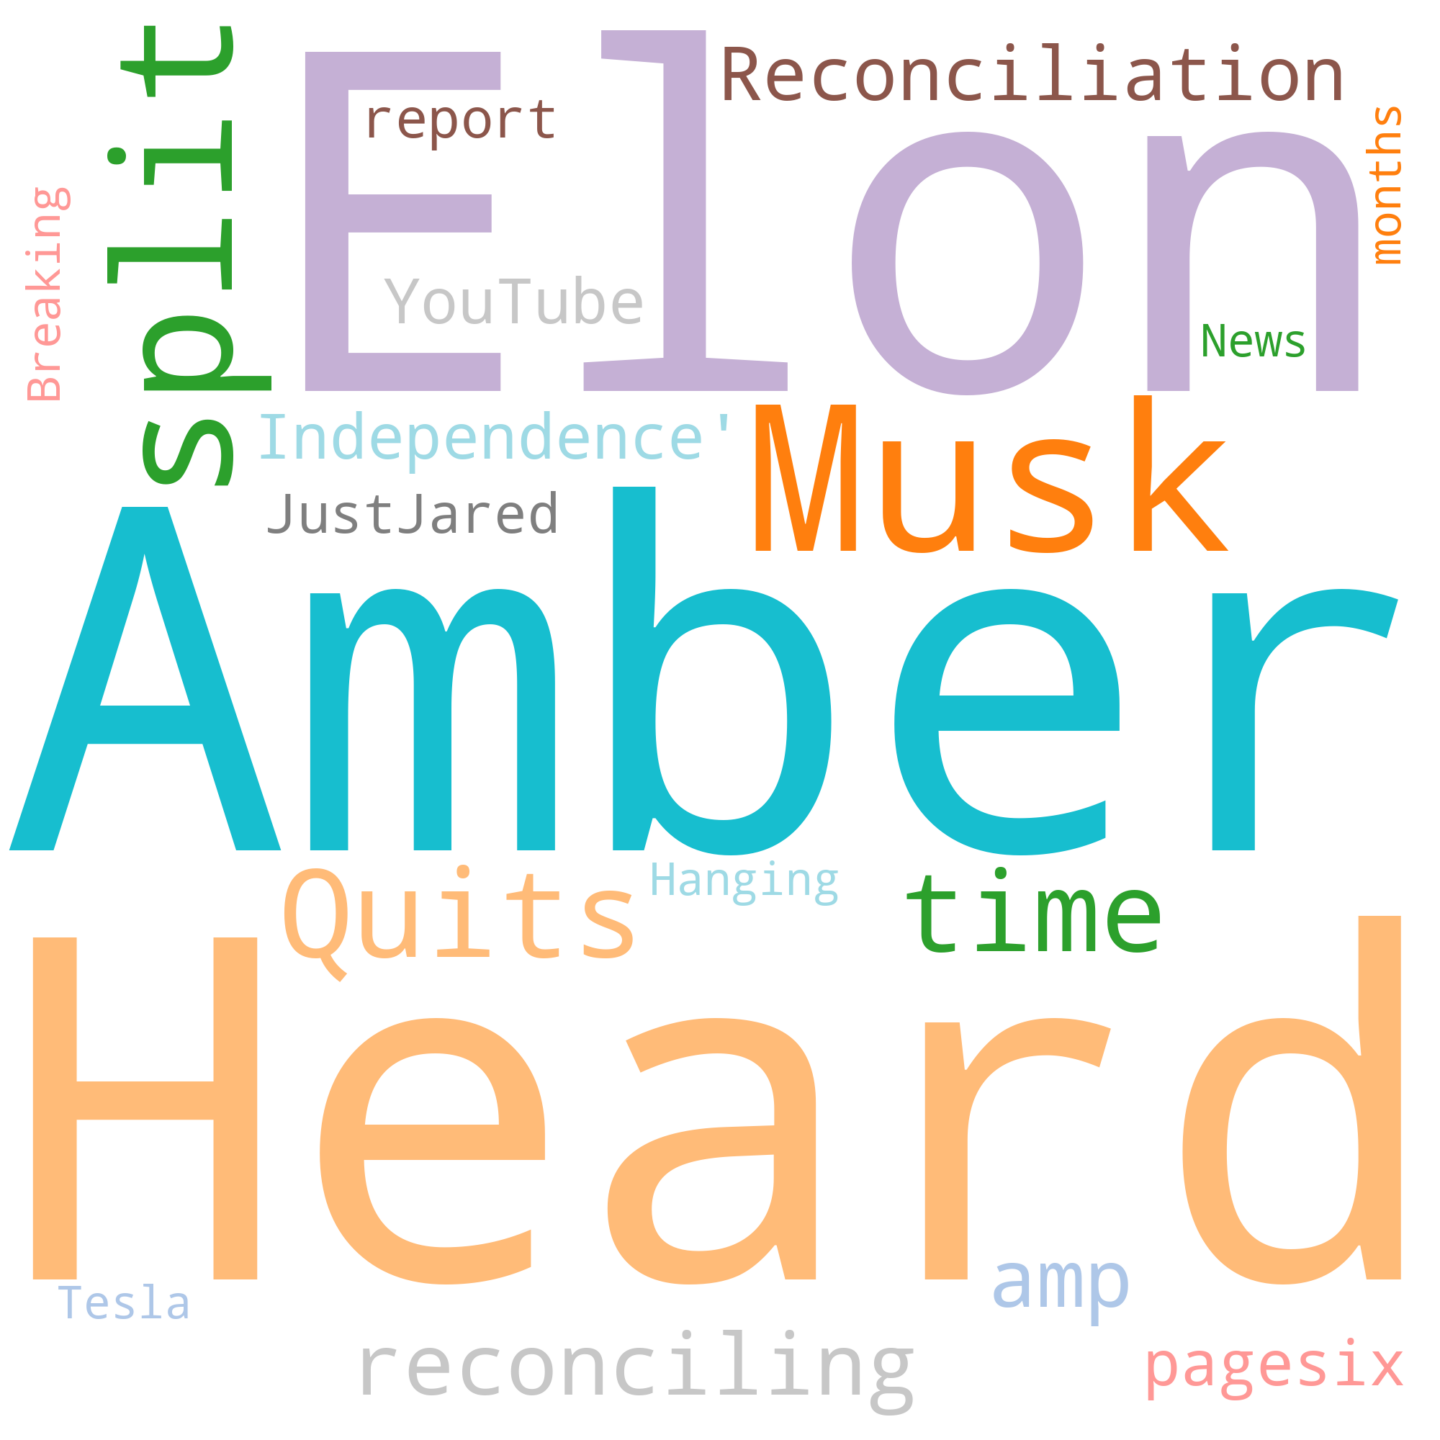 Elon
Reconciliation
report
split
months
Breaking
YouTube
News
Independence'
Musk
JustJared
Amber
Quits
Hanging
time
Heard
Tesla
amp
reconciling
pagesix